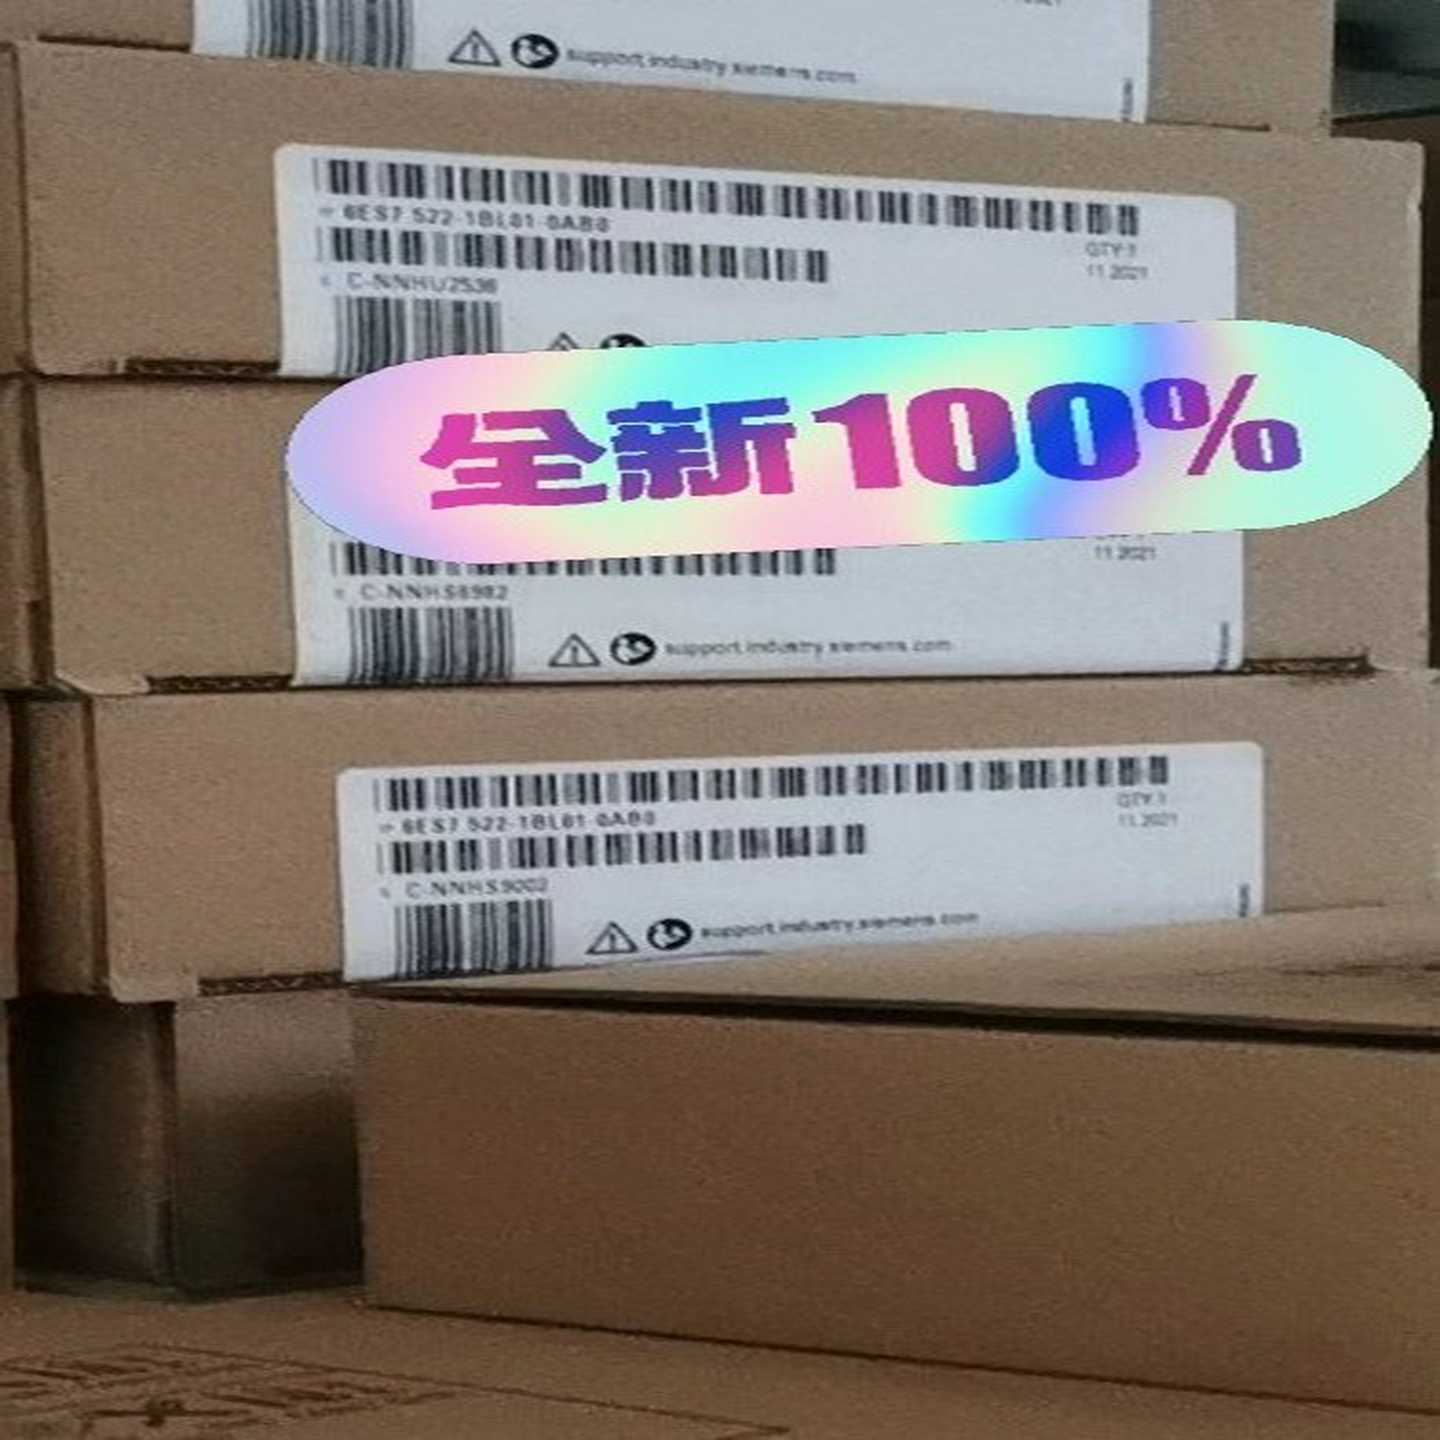 support.industry.siemens.com
6ES7 522-1BL01-0AB0
QTY:1
C-NNHU2536
11.2021
全新100%
11.2021
C-NNHS8982
support.industry.siemens.com
6ES7 522-1BL01-0AB0
QTY:1
11.2021
C-NNHS9002
support.industry.siemens.com